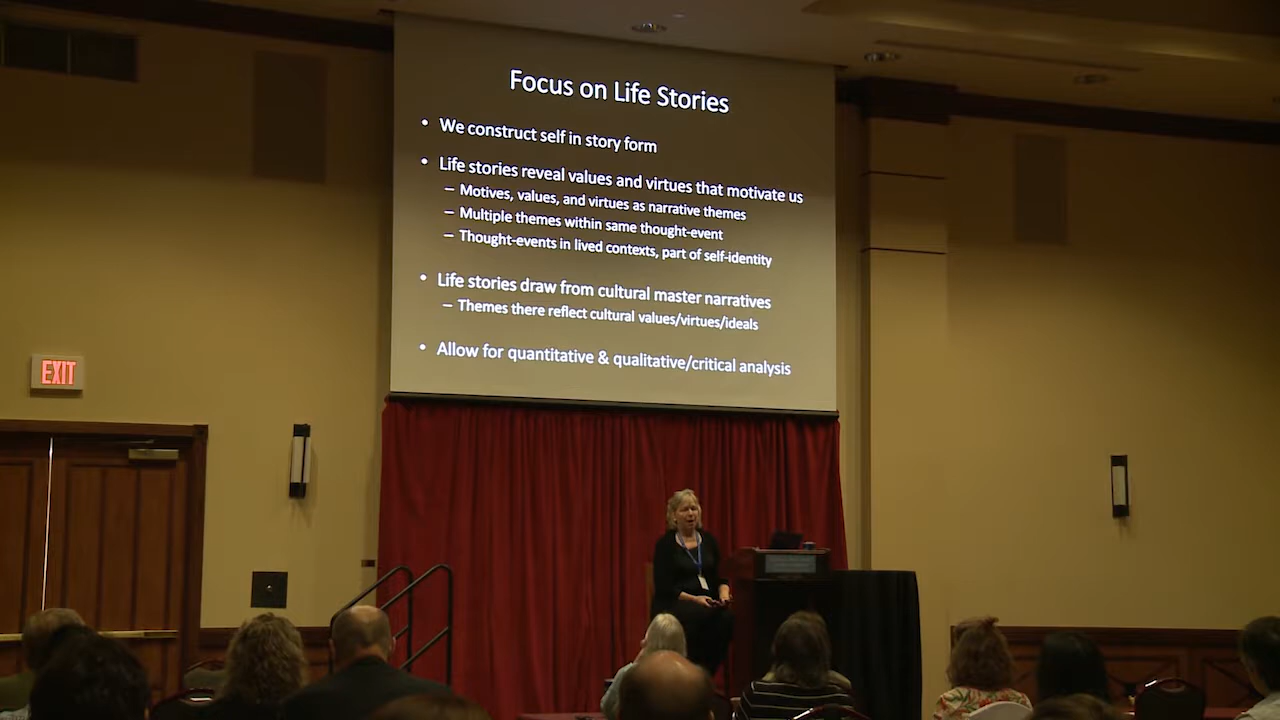 Focus on Life Stories
• We construct self in story form
• Life stories reveal values and virtues that motivate us
– Motives, values, and virtues as narrative themes
– Multiple themes within same thought-event
– Thought-events in lived contexts, part of self-identity
• Life stories draw from cultural master narratives
– Themes there reflect cultural values/virtues/ideals
• Allow for quantitative & qualitative/critical analysis
EXIT